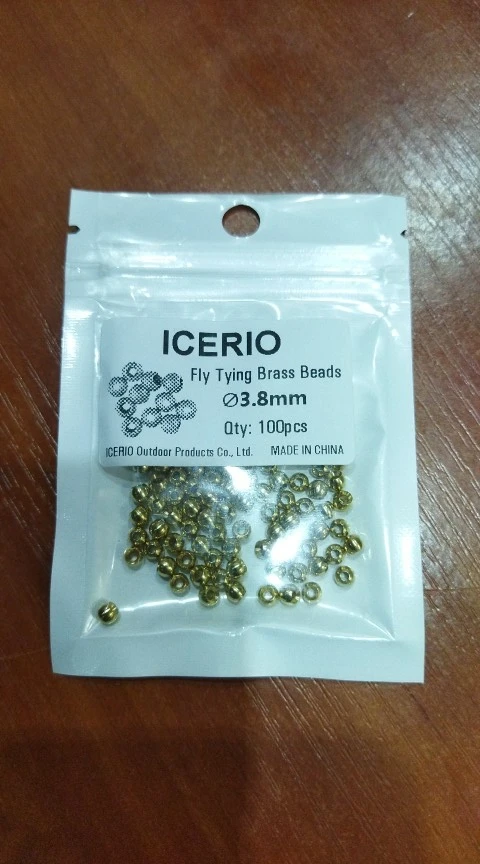 ICERIO
Fly Tying Brass Beads
∅3.8mm
Qty: 100pcs
ICERIO Outdoor Products Co., Ltd. MADE IN CHINA